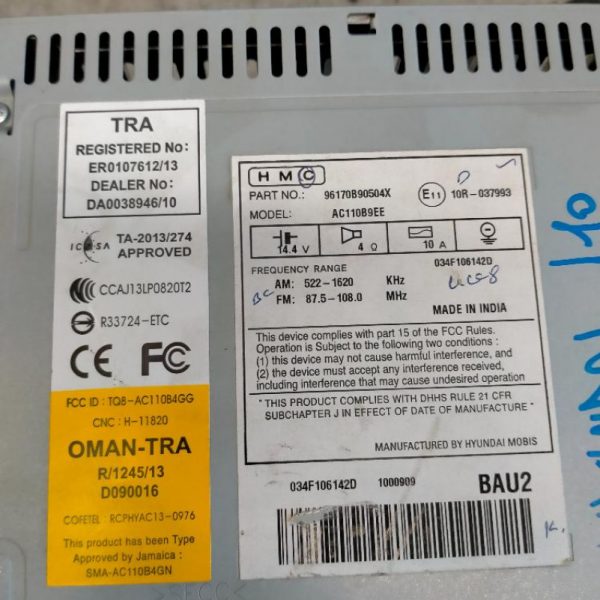 TRA
REGISTERED No:
ER0107612/13
DEALER No:
DA0038946/10
ICASA TA-2013/274
APPROVED
CCAJ13LP0820T2
R33724-ETC
CE FC
FCC ID : TQ8-AC110B4GG
CNC : H-11820
OMAN-TRA
R/1245/13
D090016
COFETEL : RCPHYAC13-0976
This product has been Type
Approved by Jamaica :
SMA-AC110B4GN
HMC
PART NO.: 96170B90504X E11 10R-037993
MODEL: AC110B9EE
14.4 V 4 Ω 10 A
FREQUENCY RANGE 034F106142D
AM: 522-1620 KHz
FM: 87.5-108.0 MHz
MADE IN INDIA
This device complies with part 15 of the FCC Rules.
Operation is Subject to the following two conditions :
(1) this device may not cause harmful interference, and
(2) the device must accept any interference received,
including interference that may cause undesired operation
" THIS PRODUCT COMPLIES WITH DHHS RULE 21 CFR
SUBCHAPTER J IN EFFECT OF DATE OF MANUFACTURE "
MANUFACTURED BY HYUNDAI MOBIS
034F106142D 1000909 BAU2